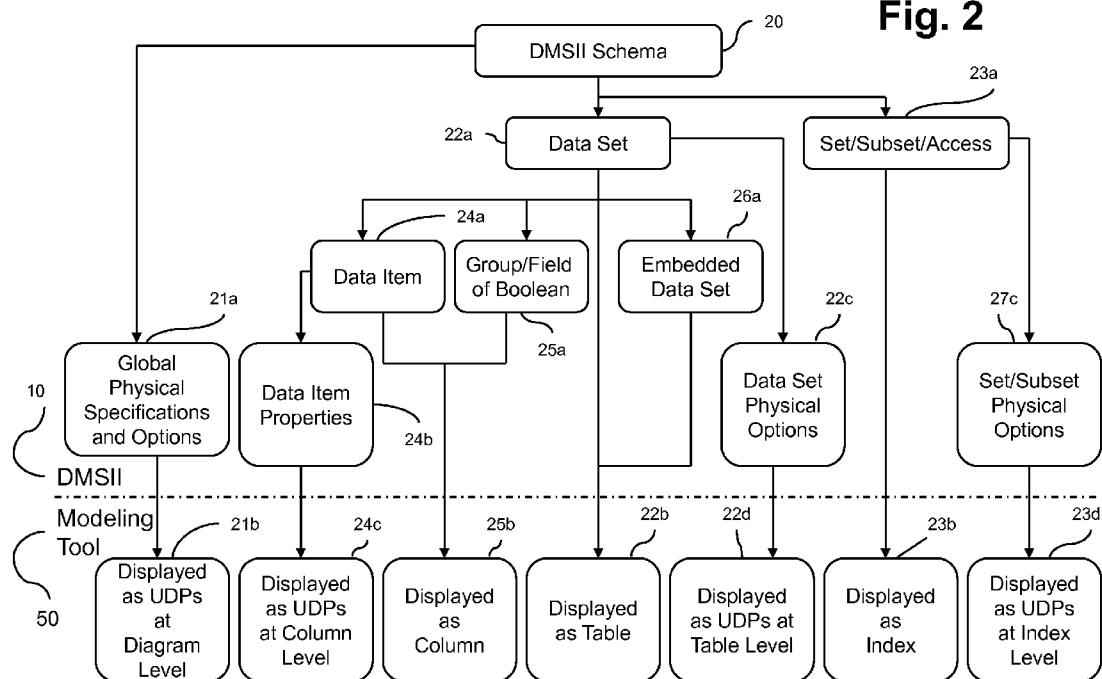 Fig. 2
20
DMSII Schema
23a
22a
Data Set
Set/Subset/Access
26a
24a
Data Item
Group/Field
of Boolean
Embedded
Data Set
21a
25a
22c
27c
Global
Physical
Specifications
and Options
Data Item
Properties
Data Set
Physical
Options
Set/Subset
Physical
Options
10
24b
DMSII
Modeling
Tool
21b
24c
25b
22b
22d
23b
23d
50
Displayed
as UDPs
at
Diagram
Level
Displayed
as UDPs
at Column
Level
Displayed
as
Column
Displayed
as Table
Displayed
as UDPs at
Table Level
Displayed
as
Index
Displayed
as UDPs
at Index
Level